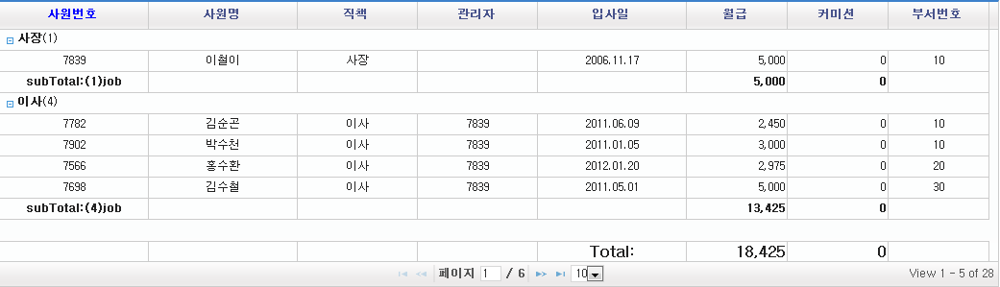 사원번호 사원명 직책 관리자 입사일 월급 커미션 부서번호
사장(1)
7839 이철이 사장 2006.11.17 5,000 0 10
subTotal:(1)job 5,000 0
이사(4)
7782 김순곤 이사 7839 2011.06.09 2,450 0 10
7902 박수천 이사 7839 2011.01.05 3,000 0 10
7566 홍수환 이사 7839 2012.01.20 2,975 0 20
7698 김수철 이사 7839 2011.05.01 5,000 0 30
subTotal:(4)job 13,425 0
Total: 18,425 0
페이지 1 / 6 10 View 1 - 5 of 28